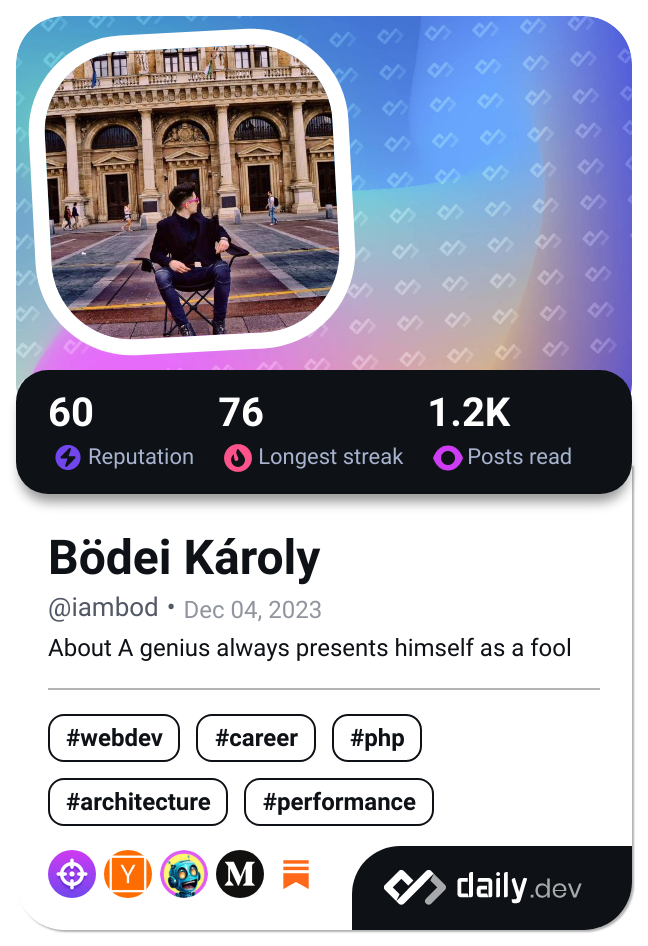 60 76 1.2K
Reputation Longest streak Posts read
Bödei Károly
@iambod • Dec 04, 2023
About A genius always presents himself as a fool
#webdev #career #php
#architecture #performance
Y M daily.dev